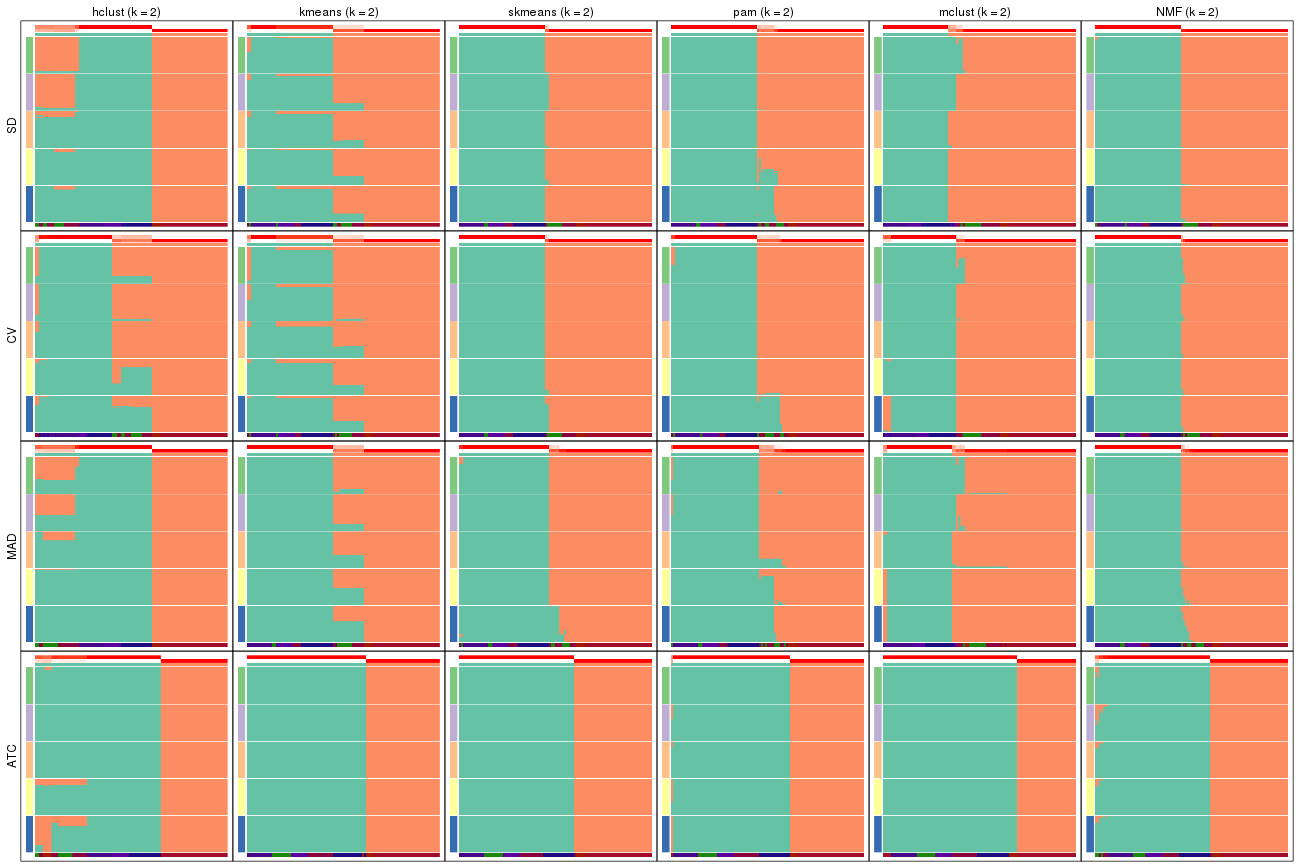 hclust (k = 2) kmeans (k = 2) skmeans (k = 2) pam (k = 2) mclust (k = 2) NMF (k = 2)
SD
CV
MAD
ATC